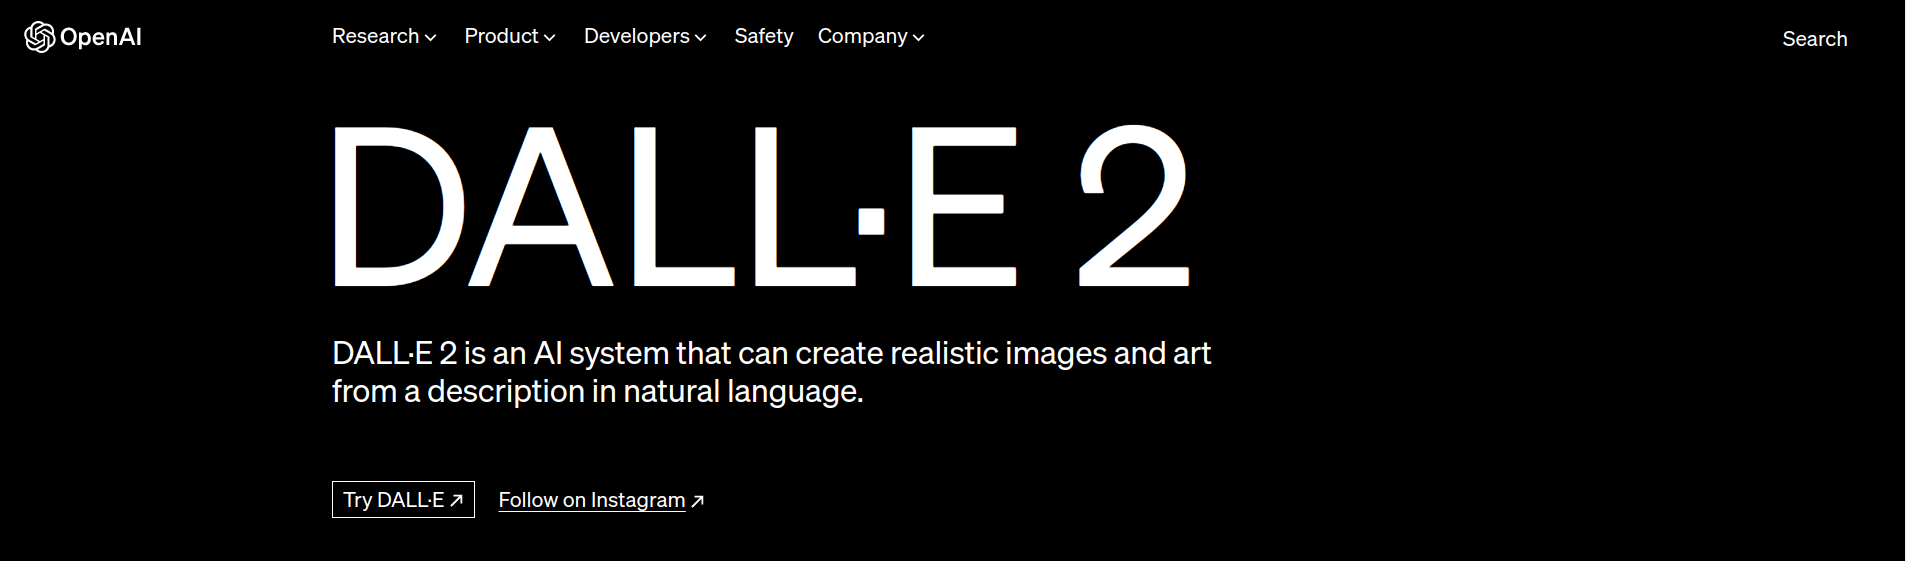 OpenAI
Research Product Developers Safety Company Search
DALL·E 2
DALL·E 2 is an AI system that can create realistic images and art
from a description in natural language.
Try DALL·E ↗ Follow on Instagram ↗